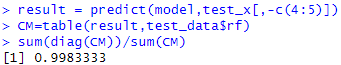 > result = predict(model,test_x[,-c(4:5)])
> CM=table(result,test_data$rf)
> sum(diag(CM))/sum(CM)
[1] 0.9983333